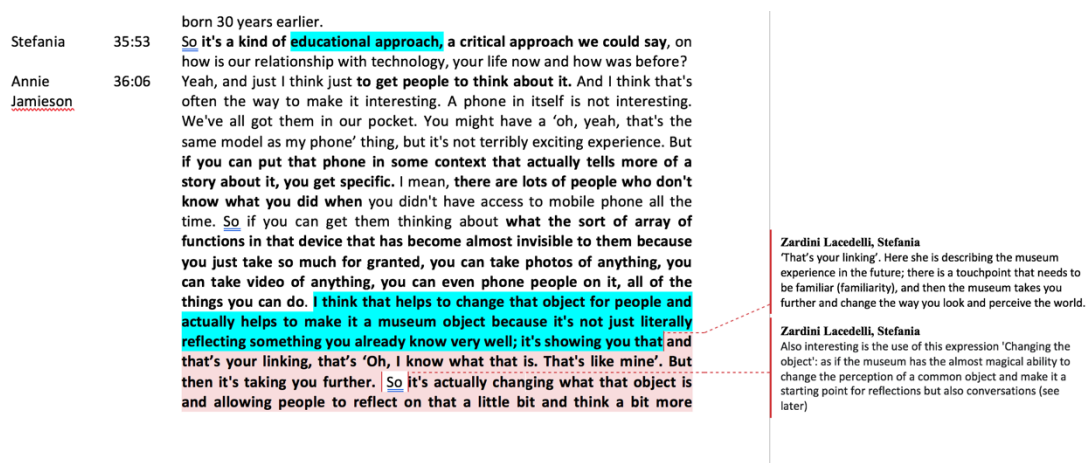 born 30 years earlier.
Stefania 35:53 So it's a kind of educational approach, a critical approach we could say, on
how is our relationship with technology, your life now and how was before?
Annie 36:06 Yeah, and just I think just to get people to think about it. And I think that's
Jamieson often the way to make it interesting. A phone in itself is not interesting.
We've all got them in our pocket. You might have a ‘oh, yeah, that's the
same model as my phone’ thing, but it's not terribly exciting experience. But
if you can put that phone in some context that actually tells more of a
story about it, you get specific. I mean, there are lots of people who don't
know what you did when you didn't have access to mobile phone all the
time. So if you can get them thinking about what the sort of array of
functions in that device that has become almost invisible to them because
you just take so much for granted, you can take photos of anything, you
can take video of anything, you can even phone people on it, all of the
things you can do. I think that helps to change that object for people and
actually helps to make it a museum object because it's not just literally
reflecting something you already know very well; it's showing you that and
that’s your linking, that’s ‘Oh, I know what that is. That's like mine’. But
then it's taking you further. So it's actually changing what that object is
and allowing people to reflect on that a little bit and think a bit more
Zardini Lacedelli, Stefania
‘That’s your linking’. Here she is describing the museum
experience in the future; there is a touchpoint that needs to
be familiar (familiarity), and then the museum takes you
further and change the way you look and perceive the world.
Zardini Lacedelli, Stefania
Also interesting is the use of this expression 'Changing the
object': as if the museum has the almost magical ability to
change the perception of a common object and make it a
starting point for reflections but also conversations (see
later)